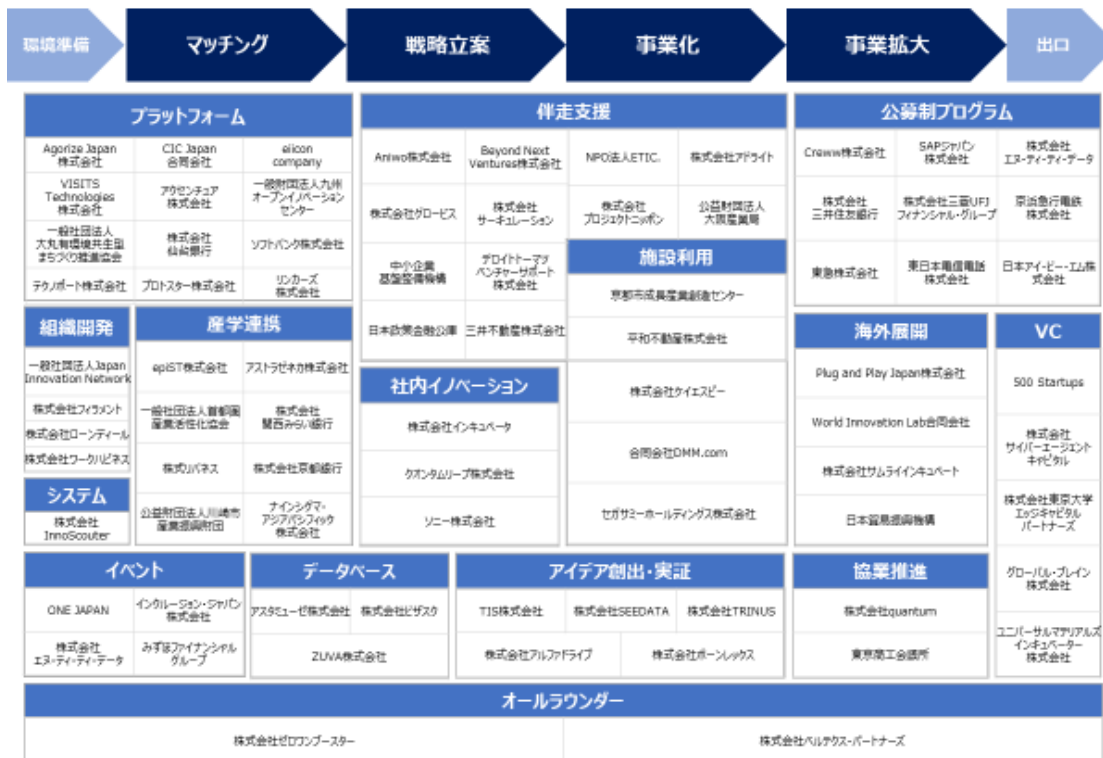 環境準備
マッチング
戦略立案
事業化
事業拡大
出口
プラットフォーム
Agorize Japan
株式会社
CIC Japan
合同会社
eiicon
company
VISITS
Technologies
株式会社
アクセンチュア
株式会社
一般財団法人九州
オープンイノベーション
センター
一般社団法人
大丸有環境共生型
まちづくり推進協会
株式会社
仙台銀行
ソフトバンク株式会社
テクノポート株式会社
プロトスター株式会社
リンカーズ
株式会社
伴走支援
Aniwo株式会社
Beyond Next
Ventures株式会社
NPO法人ETIC.
株式会社アドライト
株式会社グロービス
株式会社
サーキュレーション
株式会社
プロジェクトニッポン
公益財団法人
大阪産業局
中小企業
基盤整備機構
デロイトトーマツ
ベンチャーサポート
株式会社
日本政策金融公庫
三井不動産株式会社
施設利用
京都市成長産業創造センター
平和不動産株式会社
株式会社ケイエスピー
合同会社DMM.com
セガサミーホールディングス株式会社
公募制プログラム
Creww株式会社
SAPジャパン
株式会社
株式会社
エヌ・ティ・ティ・データ
株式会社
三井住友銀行
株式会社三菱UFJ
フィナンシャル・グループ
京浜急行電鉄
株式会社
東急株式会社
東日本電信電話
株式会社
日本アイ・ビー・エム株
式会社
組織開発
一般社団法人Japan
Innovation Network
株式会社フィラメント
株式会社ローンディール
株式会社ワークハピネス
システム
株式会社
InnoScouter
産学連携
epiST株式会社
アストラゼネカ株式会社
一般社団法人首都圏
産業活性化協会
株式会社
関西みらい銀行
株式リバネス
株式会社京都銀行
公益財団法人川崎市
産業振興財団
ナインシグマ・
アジアパシフィック
株式会社
社内イノベーション
株式会社インキュベータ
クオンタムリープ株式会社
ソニー株式会社
海外展開
Plug and Play Japan株式会社
World Innovation Lab合同会社
株式会社サムライインキュベート
日本貿易振興機構
VC
500 Startups
株式会社
サイバーエージェント
キャピタル
株式会社東京大学
エッジキャピタル
パートナーズ
グローバル・ブレイン
株式会社
ユニバーサルマテリアルズ
インキュベーター
株式会社
イベント
ONE JAPAN
インクルージョン・ジャパン
株式会社
株式会社
エヌ・ティ・ティ・データ
みずほフィナンシャル
グループ
データベース
アスタミューゼ株式会社
株式会社ビザスク
ZUVA株式会社
アイデア創出・実証
TIS株式会社
株式会社SEEDATA
株式会社TRINUS
株式会社アルファドライブ
株式会社ボーンレックス
協業推進
株式会社quantum
東京商工会議所
オールラウンダー
株式会社ゼロワンブースター
株式会社ベルテクス・パートナーズ